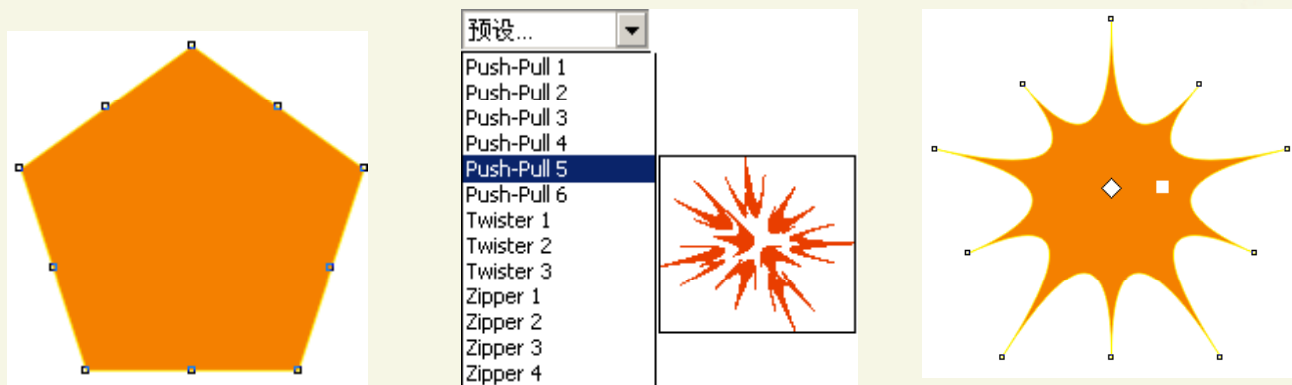 预设...
Push-Pull 1
Push-Pull 2
Push-Pull 3
Push-Pull 4
Push-Pull 5
Push-Pull 6
Twister 1
Twister 2
Twister 3
Zipper 1
Zipper 2
Zipper 3
Zipper 4